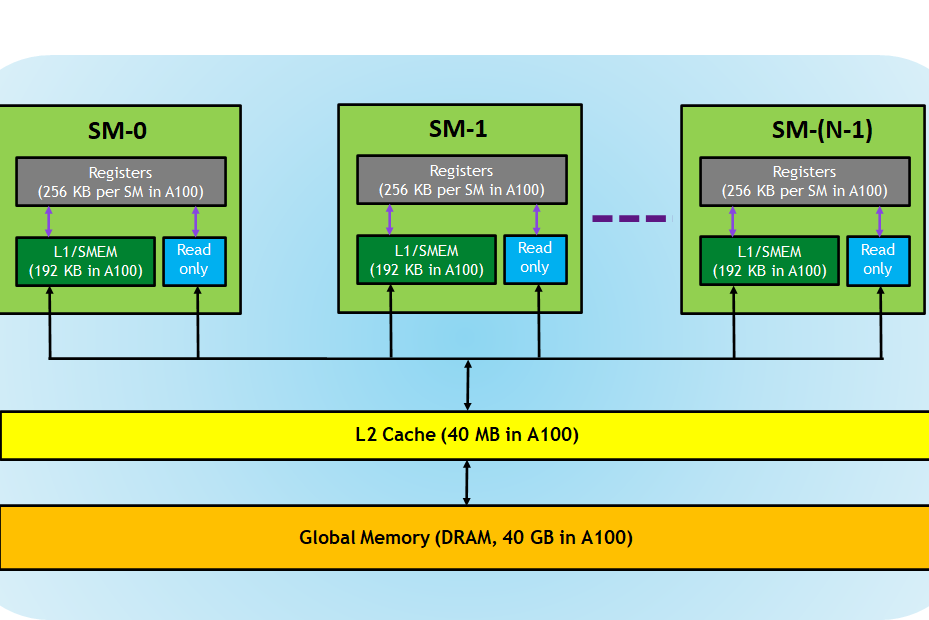 SM-0
Registers
(256 KB per SM in A100)
L1/SMEM
(192 KB in A100)
Read
only
SM-1
Registers
(256 KB per SM in A100)
L1/SMEM
(192 KB in A100)
Read
only
SM-(N-1)
Registers
(256 KB per SM in A100)
L1/SMEM
(192 KB in A100)
Read
only
L2 Cache (40 MB in A100)
Global Memory (DRAM, 40 GB in A100)